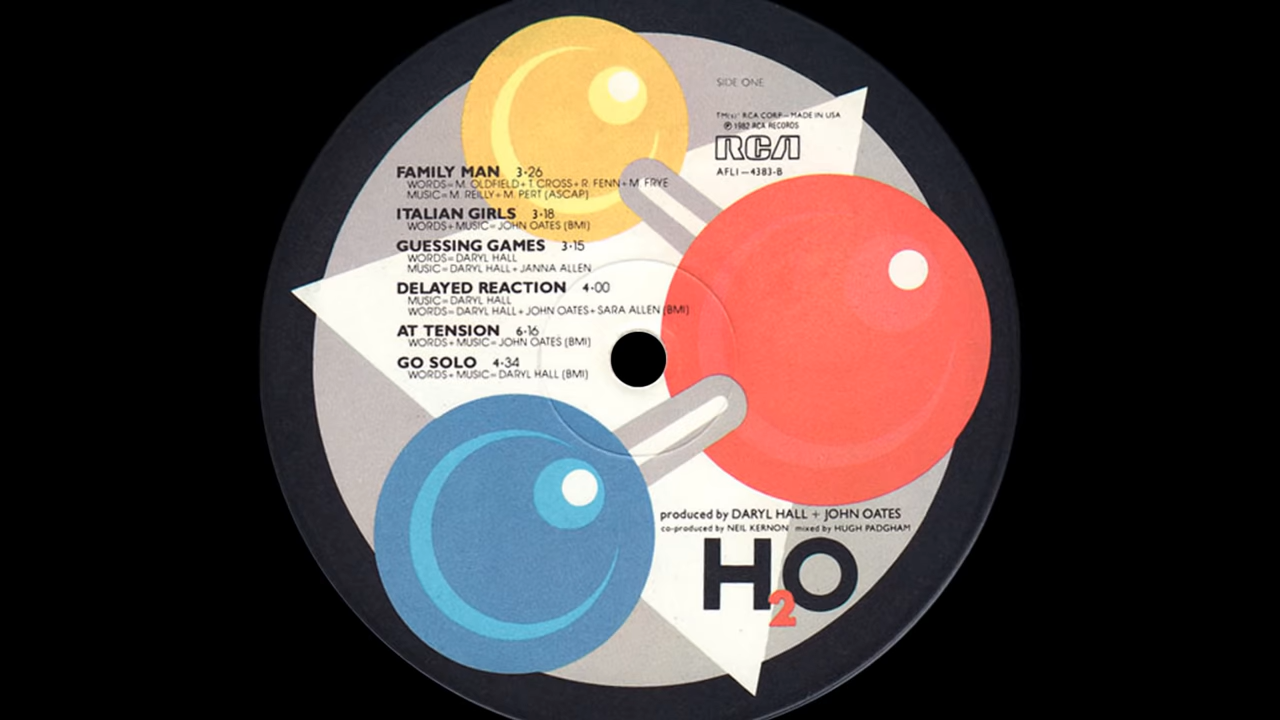 SIDE ONE
TM(s)® RCA CORP—MADE IN USA
℗ 1982 RCA RECORDS
RCA
AFL1—4383-B
FAMILY MAN 3·26
WORDS=M. OLDFIELD+T. CROSS+R. FENN+M. FRYE
MUSIC=M. REILLY+M. PERT (ASCAP)
ITALIAN GIRLS 3·18
WORDS+MUSIC=JOHN OATES (BMI)
GUESSING GAMES 3·15
WORDS=DARYL HALL
MUSIC=DARYL HALL+JANNA ALLEN
DELAYED REACTION 4·00
MUSIC=DARYL HALL
WORDS=DARYL HALL+JOHN OATES+SARA ALLEN (BMI)
AT TENSION 6·16
WORDS+MUSIC=JOHN OATES (BMI)
GO SOLO 4·34
WORDS+MUSIC=DARYL HALL (BMI)
produced by DARYL HALL + JOHN OATES
co-produced by NEIL KERNON mixed by HUGH PADGHAM
H2O